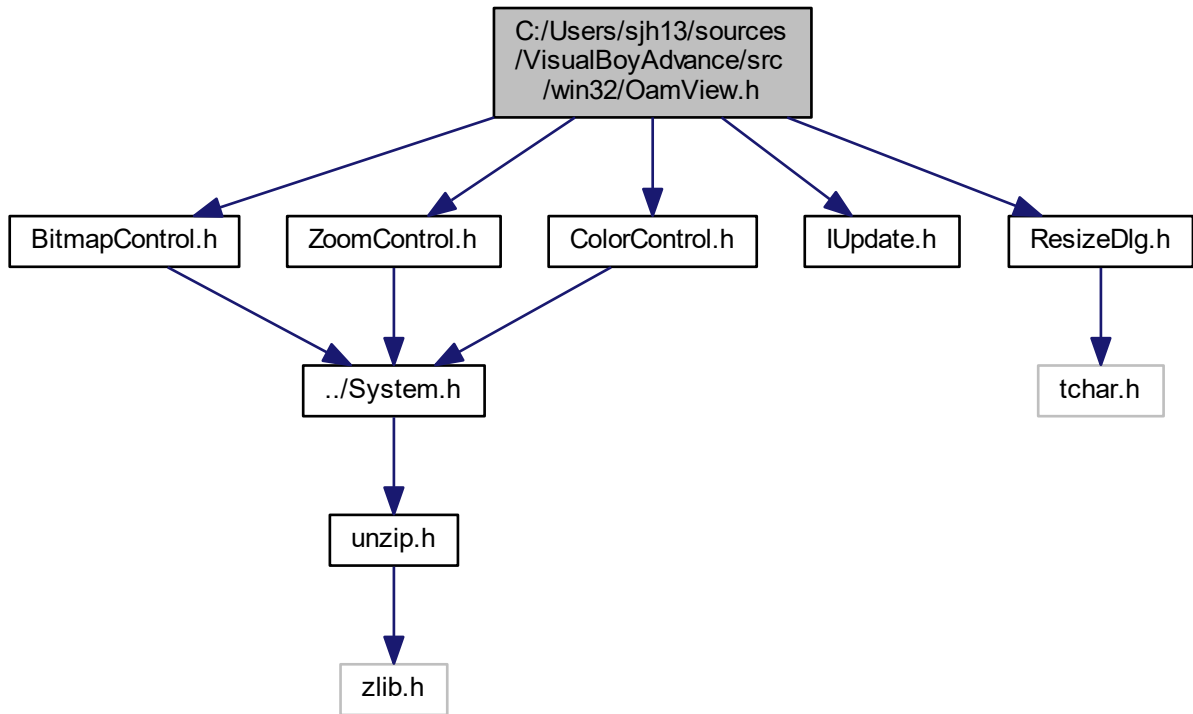 C:/Users/sjh13/sources
/VisualBoyAdvance/src
/win32/OamView.h
BitmapControl.h
ZoomControl.h
ColorControl.h
IUpdate.h
ResizeDlg.h
../System.h
tchar.h
unzip.h
zlib.h